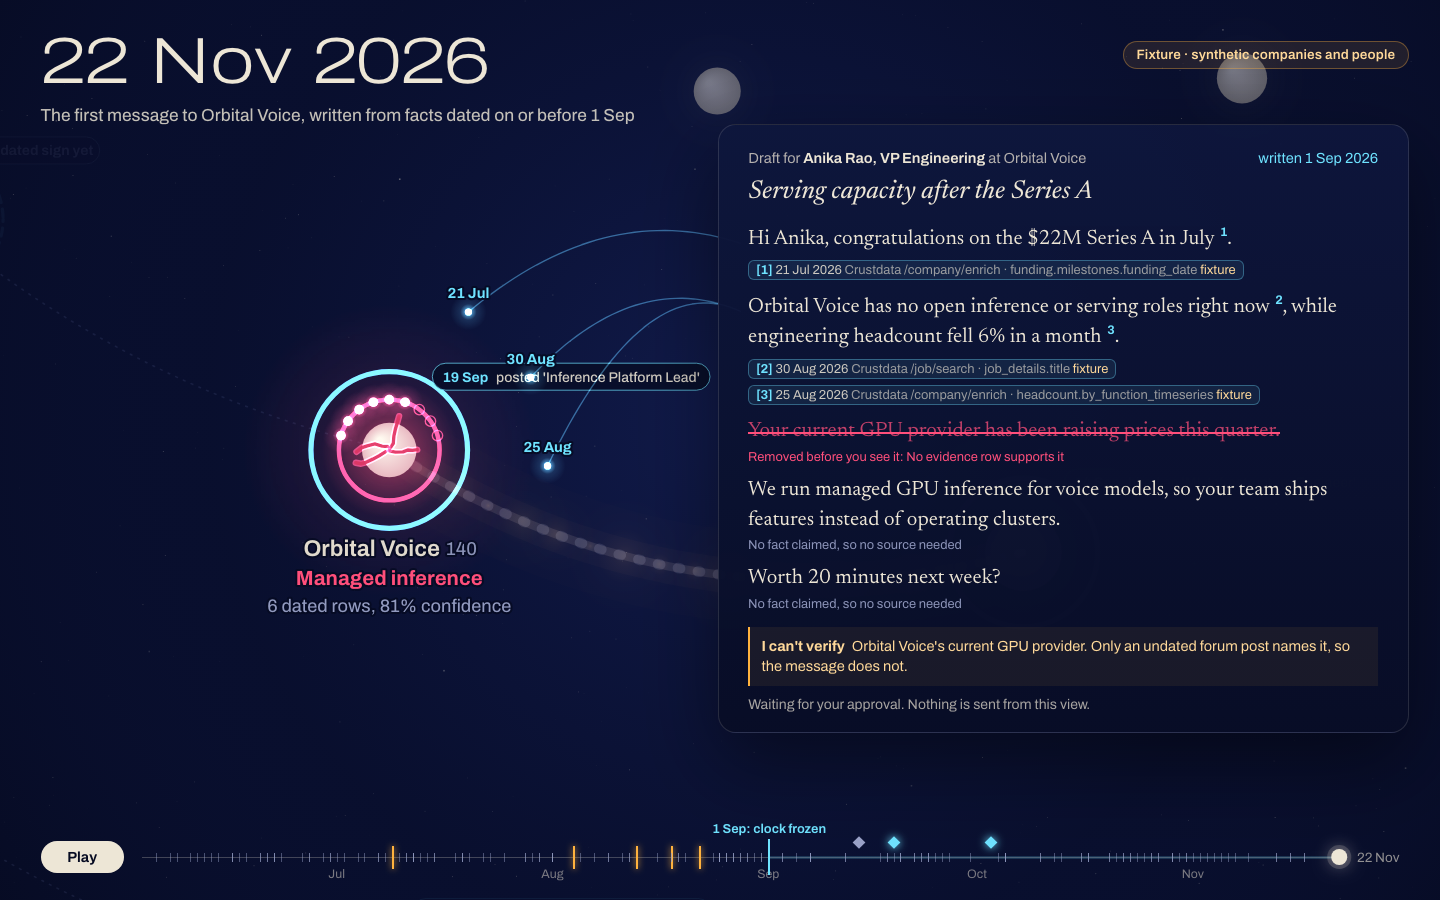 22 Nov 2026
Fixture · synthetic companies and people
The first message to Orbital Voice, written from facts dated on or before 1 Sep
dated sign yet
Draft for Anika Rao, VP Engineering at Orbital Voice
written 1 Sep 2026
Serving capacity after the Series A
Hi Anika, congratulations on the $22M Series A in July 1.
[1] 21 Jul 2026 Crustdata /company/enrich · funding.milestones.funding_date fixture
Orbital Voice has no open inference or serving roles right now 2, while
engineering headcount fell 6% in a month 3.
[2] 30 Aug 2026 Crustdata /job/search · job_details.title fixture
[3] 25 Aug 2026 Crustdata /company/enrich · headcount.by_function_timeseries fixture
Your current GPU provider has been raising prices this quarter.
Removed before you see it: No evidence row supports it
We run managed GPU inference for voice models, so your team ships
features instead of operating clusters.
No fact claimed, so no source needed
Worth 20 minutes next week?
No fact claimed, so no source needed
I can't verify Orbital Voice's current GPU provider. Only an undated forum post names it, so
the message does not.
Waiting for your approval. Nothing is sent from this view.
21 Jul
30 Aug
19 Sep posted 'Inference Platform Lead'
25 Aug
Orbital Voice 140
Managed inference
6 dated rows, 81% confidence
1 Sep: clock frozen
Play
22 Nov
Jul
Aug
Sep
Oct
Nov